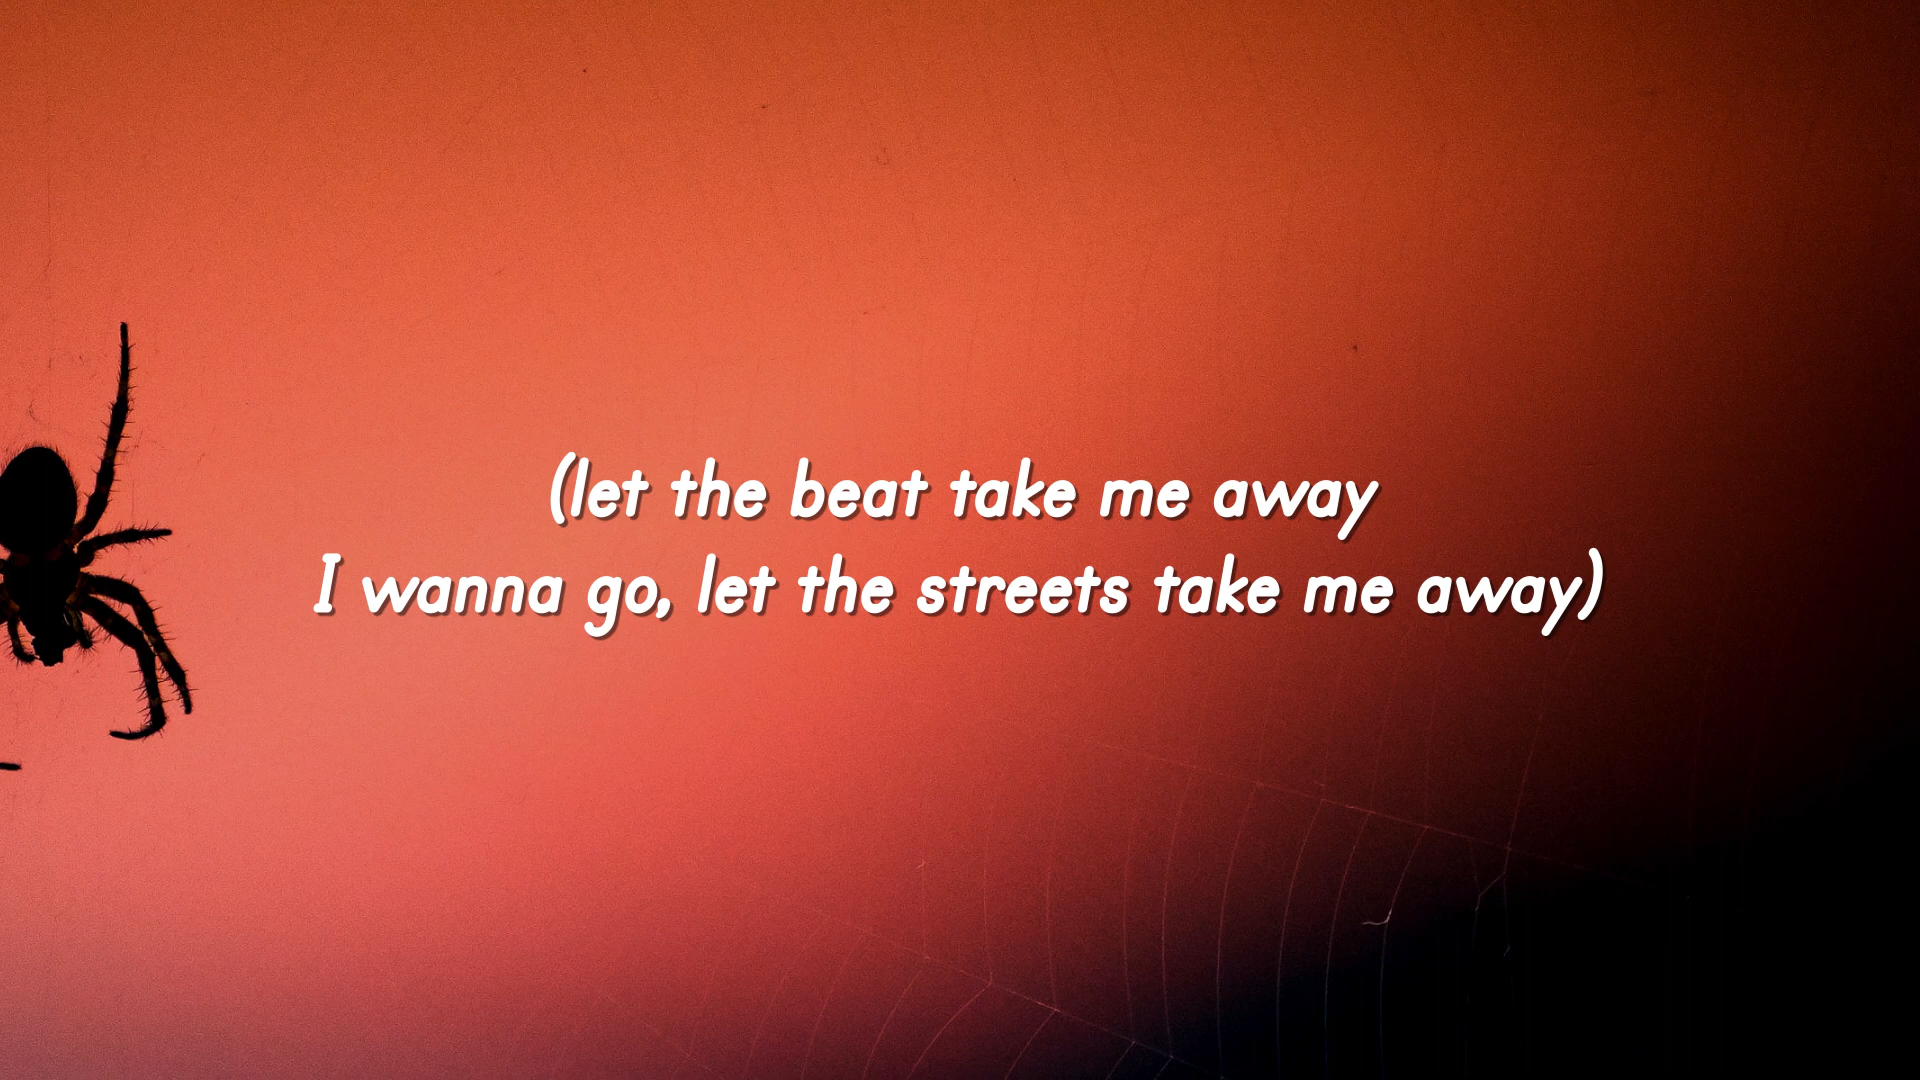 (let the beat take me away
I wanna go, let the streets take me away)